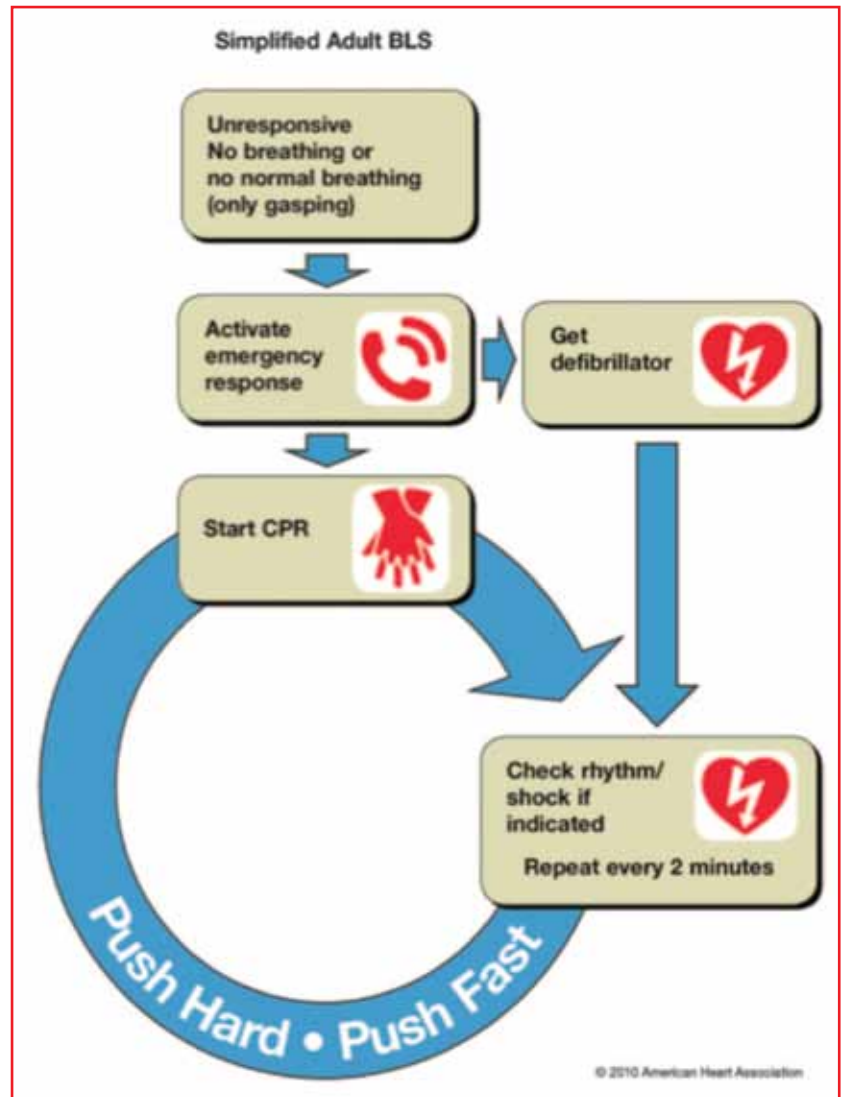 Simplified Adult BLS
Unresponsive
No breathing or
no normal breathing
(only gasping)
Activate
emergency
response
Get
defibrillator
Start CPR
Check rhythm/
shock if
indicated
Repeat every 2 minutes
Push Hard • Push Fast
© 2010 American Heart Association